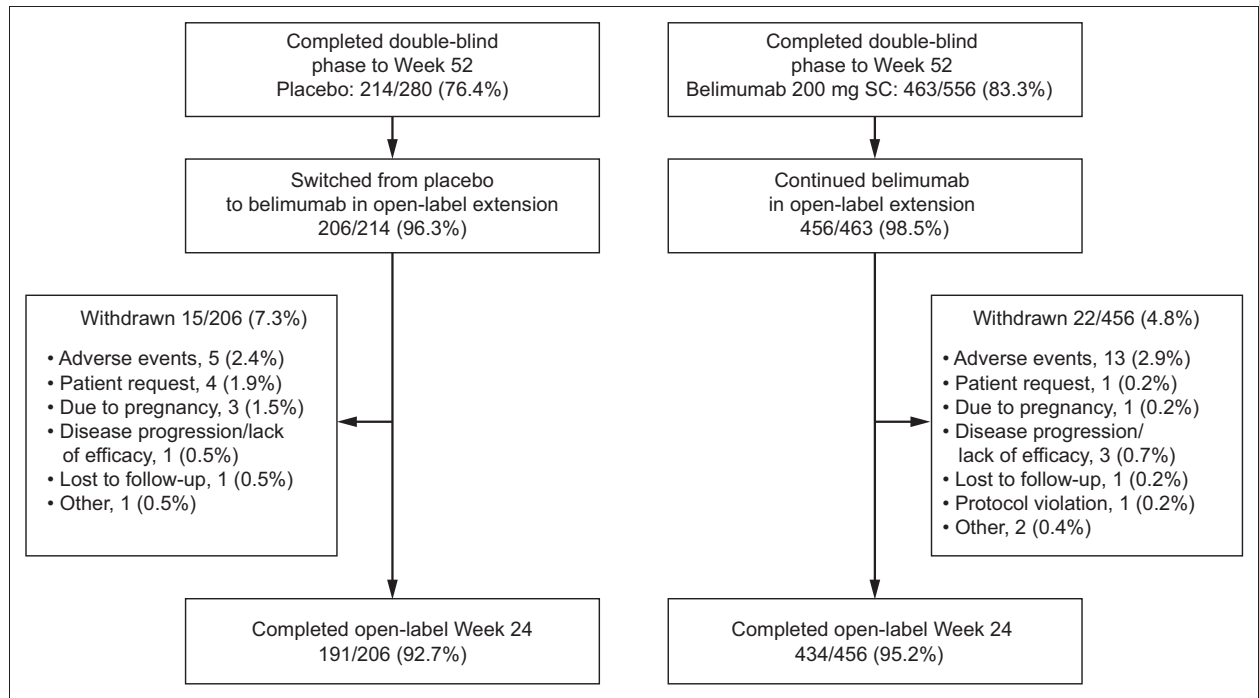 Completed double-blind
phase to Week 52
Placebo: 214/280 (76.4%)
Completed double-blind
phase to Week 52
Belimumab 200 mg SC: 463/556 (83.3%)
Switched from placebo
to belimumab in open-label extension
206/214 (96.3%)
Continued belimumab
in open-label extension
456/463 (98.5%)
Withdrawn 15/206 (7.3%)
• Adverse events, 5 (2.4%)
• Patient request, 4 (1.9%)
• Due to pregnancy, 3 (1.5%)
• Disease progression/lack
of efficacy, 1 (0.5%)
• Lost to follow-up, 1 (0.5%)
• Other, 1 (0.5%)
Withdrawn 22/456 (4.8%)
• Adverse events, 13 (2.9%)
• Patient request, 1 (0.2%)
• Due to pregnancy, 1 (0.2%)
• Disease progression/
lack of efficacy, 3 (0.7%)
• Lost to follow-up, 1 (0.2%)
• Protocol violation, 1 (0.2%)
• Other, 2 (0.4%)
Completed open-label Week 24
191/206 (92.7%)
Completed open-label Week 24
434/456 (95.2%)